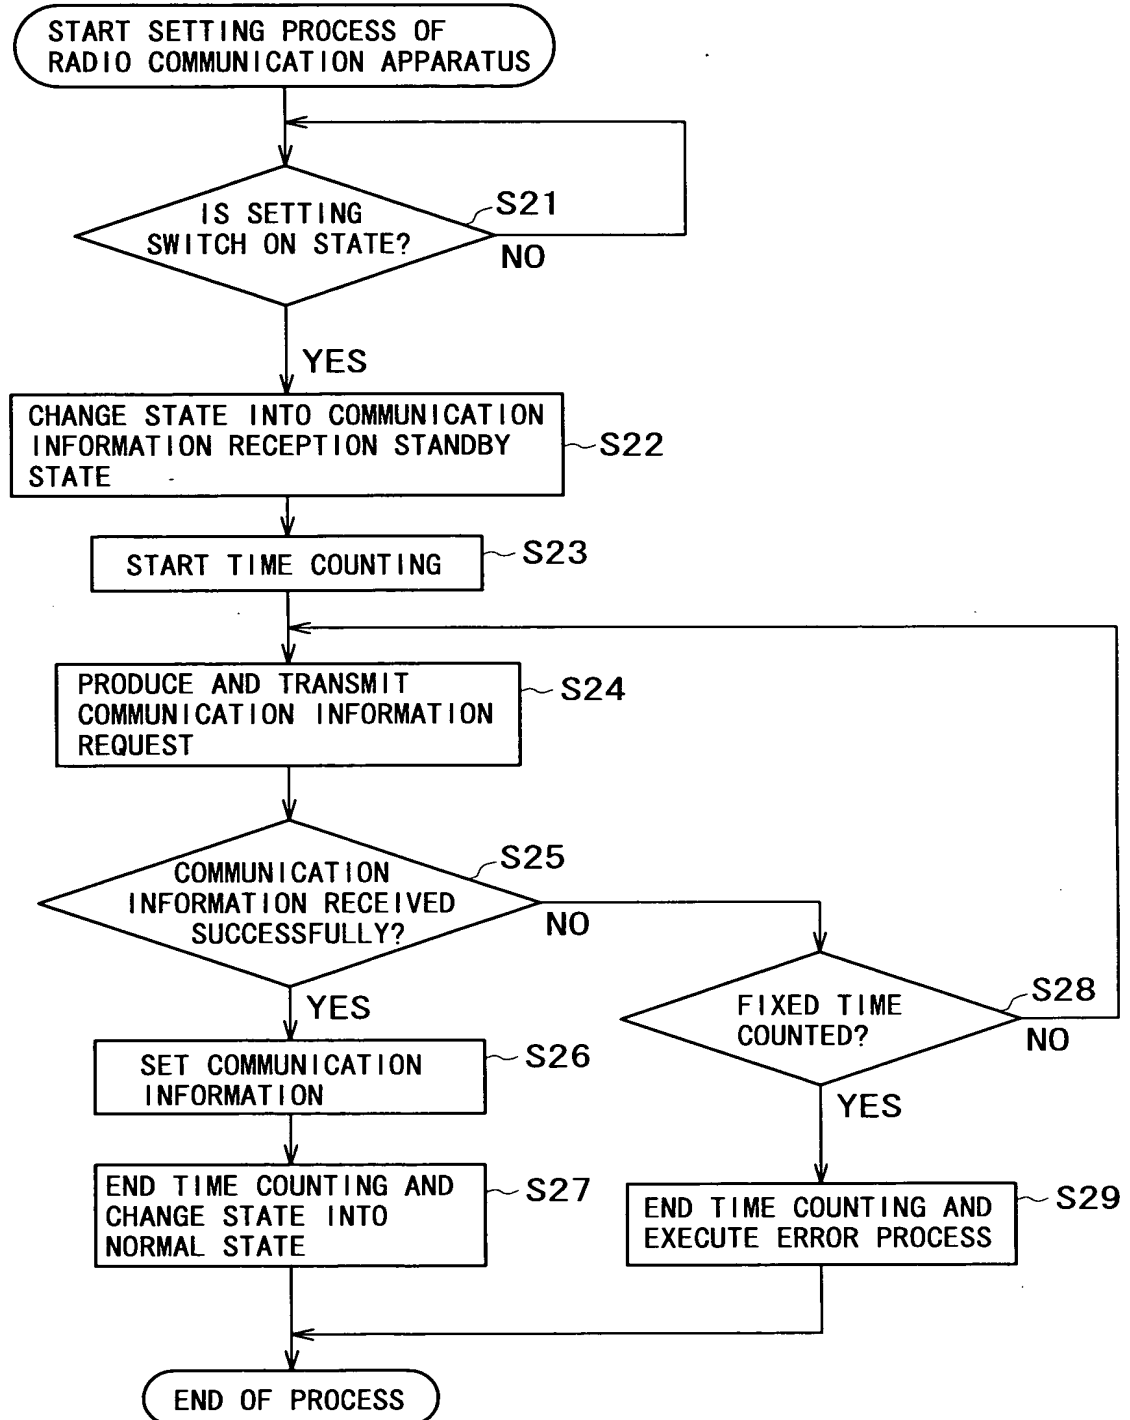 START SETTING PROCESS OF
RADIO COMMUNICATION APPARATUS
IS SETTING
SWITCH ON STATE?
S21
NO
YES
CHANGE STATE INTO COMMUNICATION
INFORMATION RECEPTION STANDBY
STATE
S22
START TIME COUNTING
S23
PRODUCE AND TRANSMIT
COMMUNICATION INFORMATION
REQUEST
S24
COMMUNICATION
INFORMATION RECEIVED
SUCCESSFULLY?
S25
NO
YES
FIXED TIME
COUNTED?
S28
NO
YES
SET COMMUNICATION
INFORMATION
S26
END TIME COUNTING AND
CHANGE STATE INTO
NORMAL STATE
S27
END TIME COUNTING AND
EXECUTE ERROR PROCESS
S29
END OF PROCESS